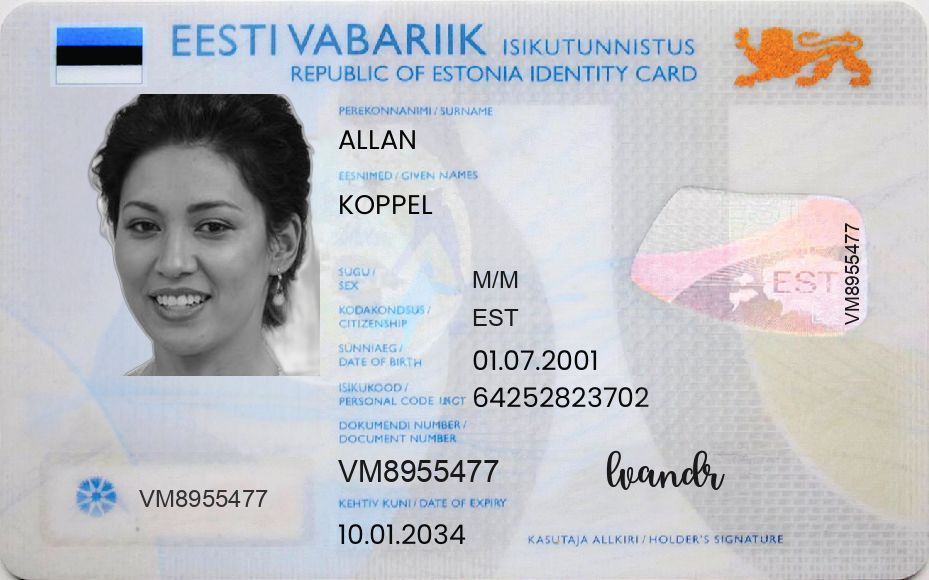 EESTI VABARIIK ISIKUTUNNISTUS
REPUBLIC OF ESTONIA IDENTITY CARD
PEREKONNANIMI / SURNAME
ALLAN
EESNIMED / GIVEN NAMES
KOPPEL
SUGU /
SEX
M/M
KODAKONDSUS /
CITIZENSHIP
EST
SÜNNIAEG /
DATE OF BIRTH
01.07.2001
ISIKUKOOD /
PERSONAL CODE
64252823702
DOKUMENDI NUMBER /
DOCUMENT NUMBER
VM8955477
KEHTIV KUNI / DATE OF EXPIRY
10.01.2034
VM8955477
EST
VM8955477
KASUTAJA ALLKIRI / HOLDER'S SIGNATURE